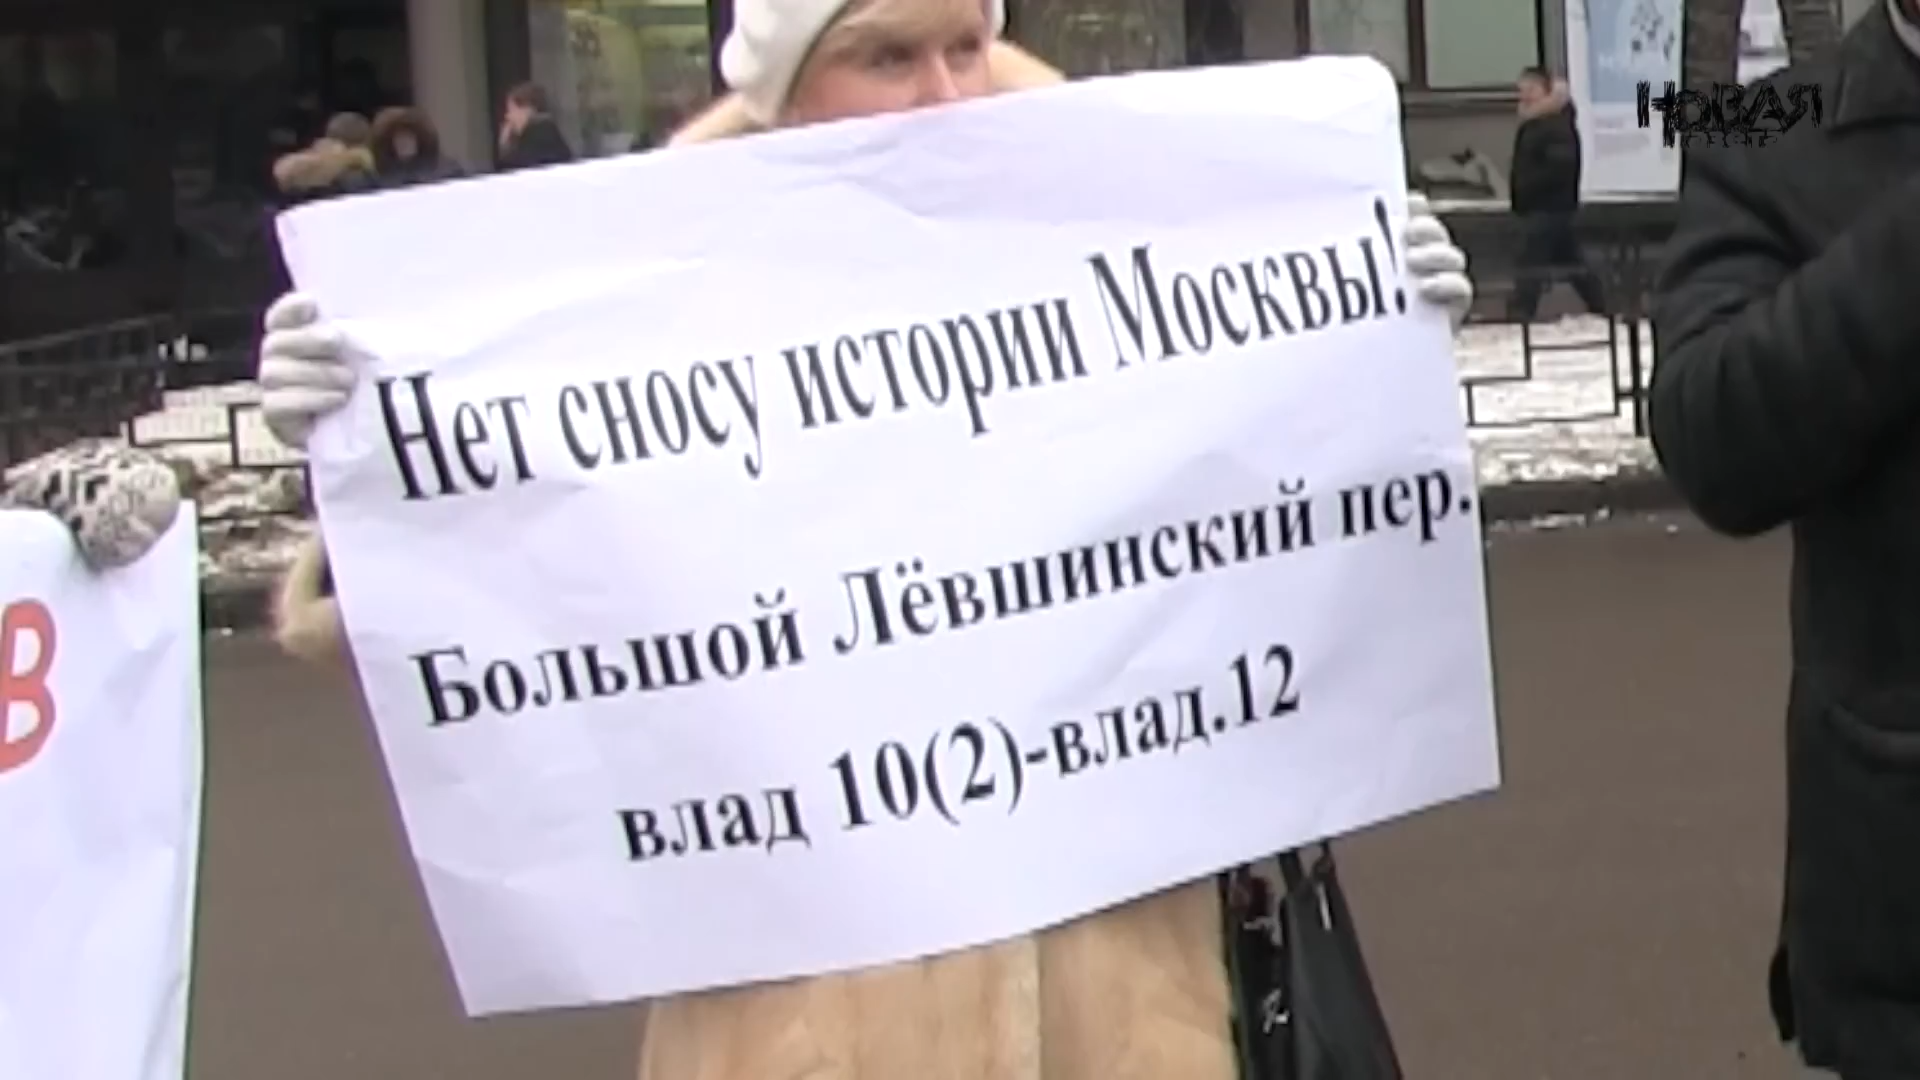 НОВАЯ
Нет сносу истории Москвы!
Большой Лёвшинский пер.
влад 10(2)-влад.12
В